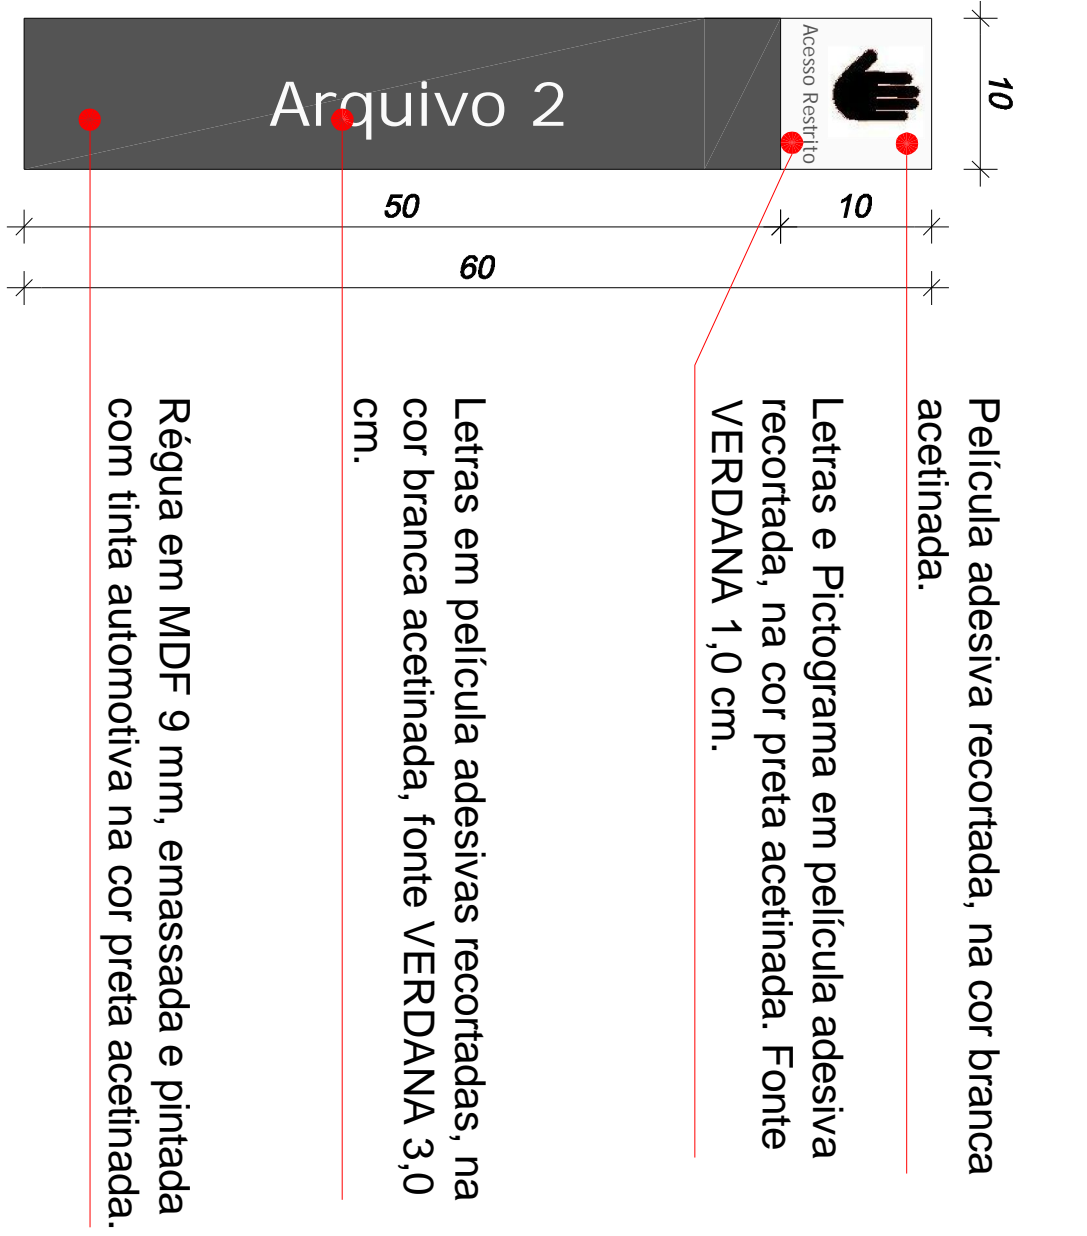 Arquivo 2
Acesso Restrito
10
50
10
60
Película adesiva recortada, na cor branca
acetinada.
Letras e Pictograma em película adesiva
recortada, na cor preta acetinada. Fonte
VERDANA 1,0 cm.
Letras em película adesivas recortadas, na
cor branca acetinada, fonte VERDANA 3,0
cm.
Régua em MDF 9 mm, emassada e pintada
com tinta automotiva na cor preta acetinada.